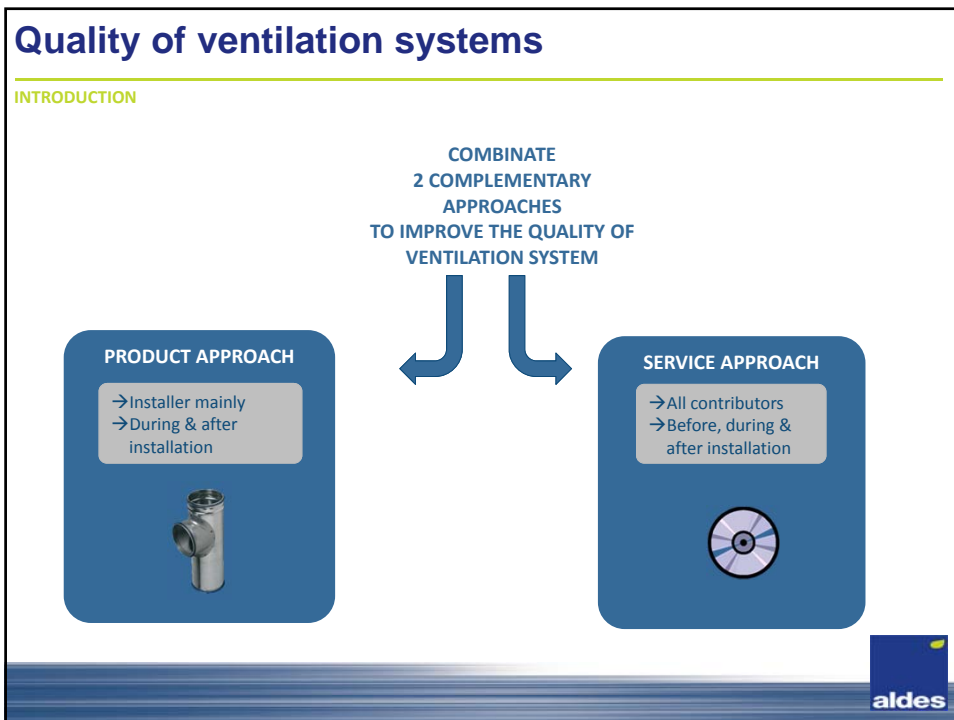 Quality of ventilation systems
INTRODUCTION
COMBINATE
2 COMPLEMENTARY
APPROACHES
TO IMPROVE THE QUALITY OF
VENTILATION SYSTEM
PRODUCT APPROACH
→Installer mainly
→During & after
installation
SERVICE APPROACH
→All contributors
→Before, during &
after installation
aldes